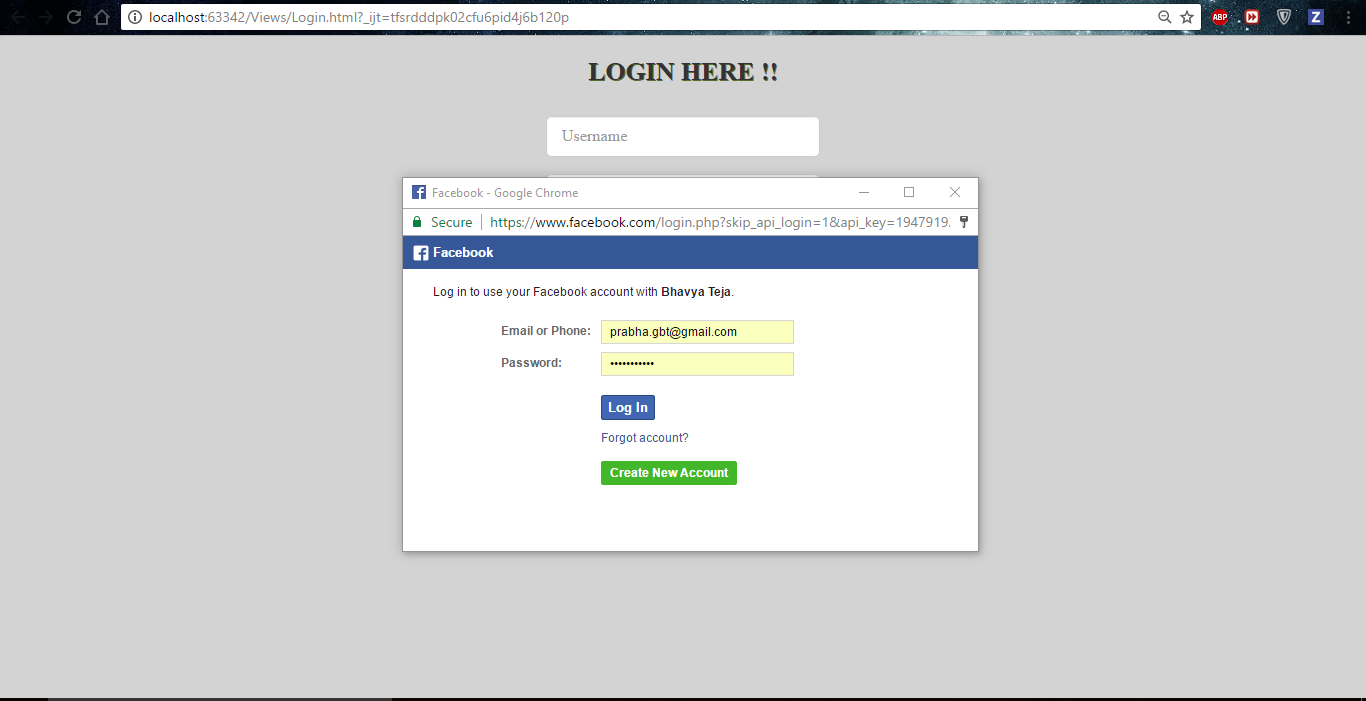 localhost:63342/Views/Login.html?_ijt=tfsrdddpk02cfu6pid4j6b120p
ABP
Z
LOGIN HERE !!
Username
Facebook - Google Chrome
Secure https://www.facebook.com/login.php?skip_api_login=1&api_key=1947919
Facebook
Log in to use your Facebook account with Bhavya Teja.
Email or Phone: prabha.gbt@gmail.com
Password: •••••••••••
Log In
Forgot account?
Create New Account